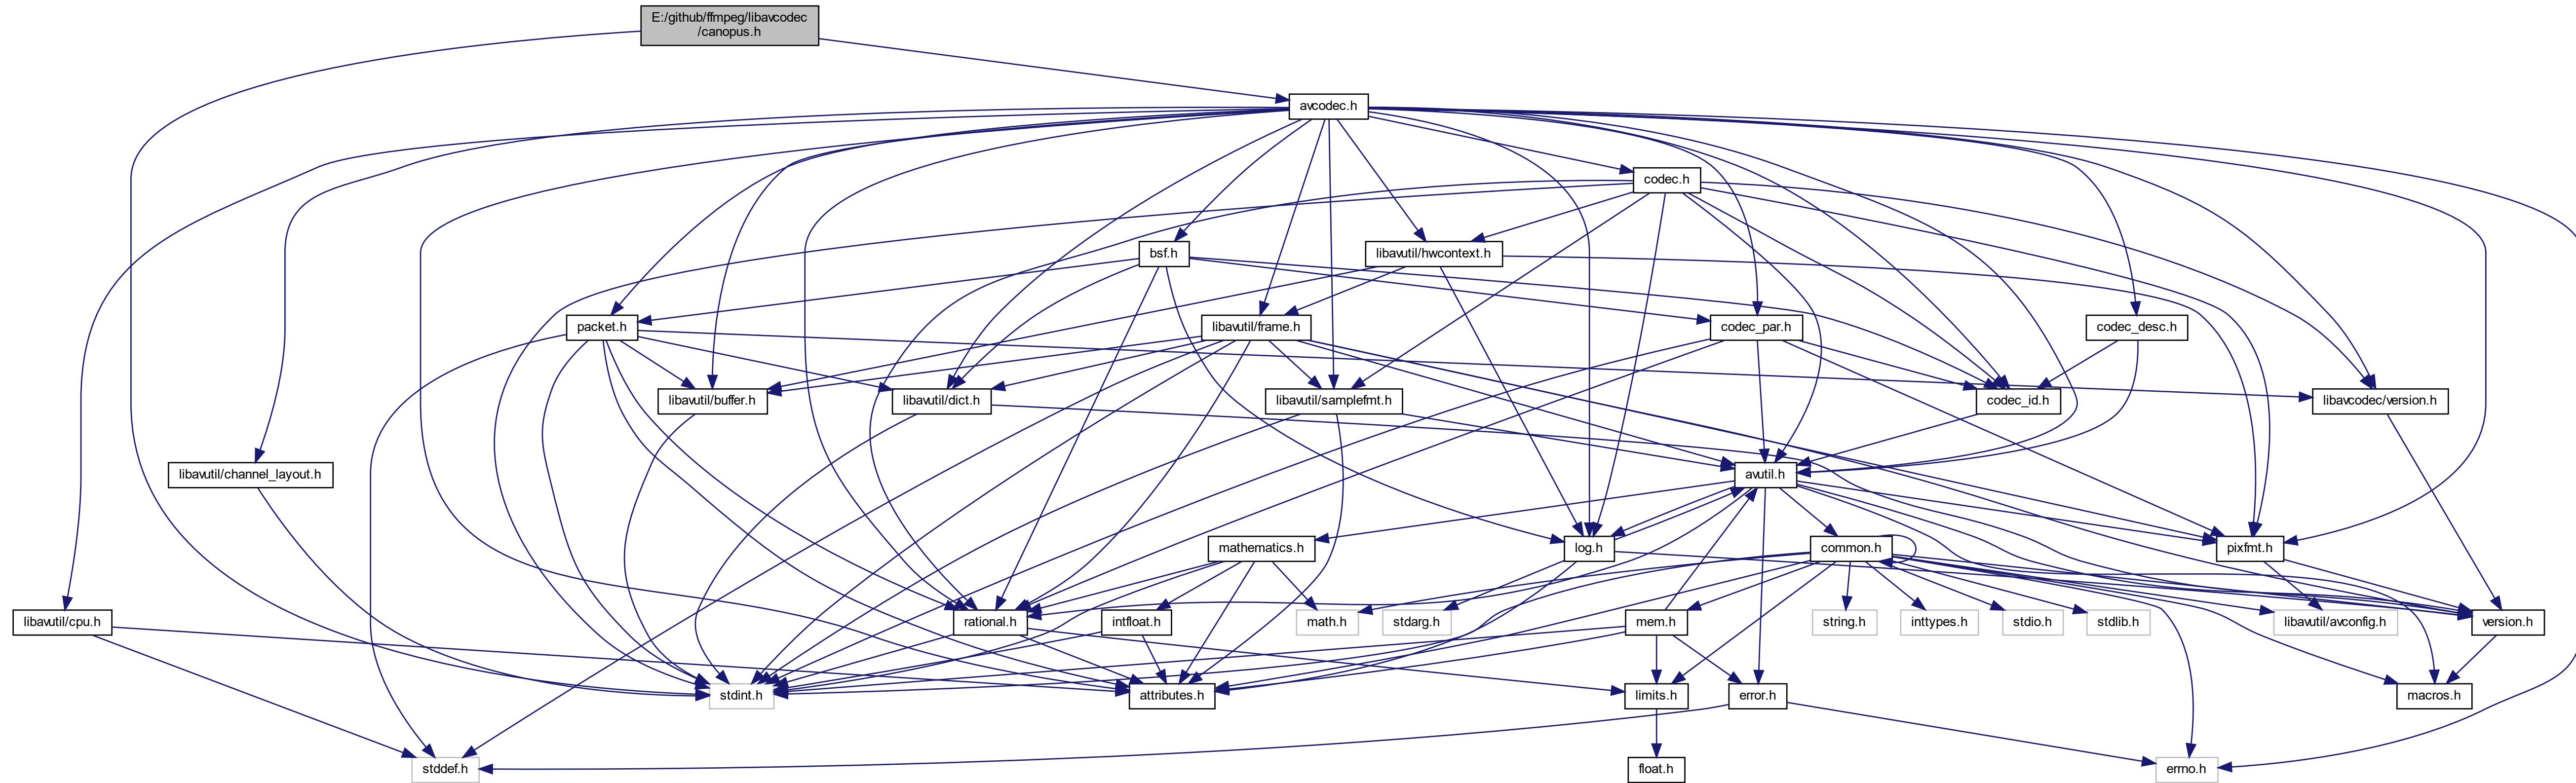 E:/github/ffmpeg/libavcodec
/canopus.h
avcodec.h
codec.h
bsf.h
libavutil/hwcontext.h
packet.h
libavutil/frame.h
codec_par.h
codec_desc.h
libavutil/buffer.h
libavutil/dict.h
libavutil/samplefmt.h
codec_id.h
libavcodec/version.h
libavutil/channel_layout.h
avutil.h
mathematics.h
log.h
common.h
pixfmt.h
libavutil/cpu.h
rational.h
intfloat.h
math.h
stdarg.h
mem.h
string.h
inttypes.h
stdio.h
stdlib.h
libavutil/avconfig.h
version.h
stdint.h
attributes.h
limits.h
error.h
macros.h
stddef.h
float.h
errno.h